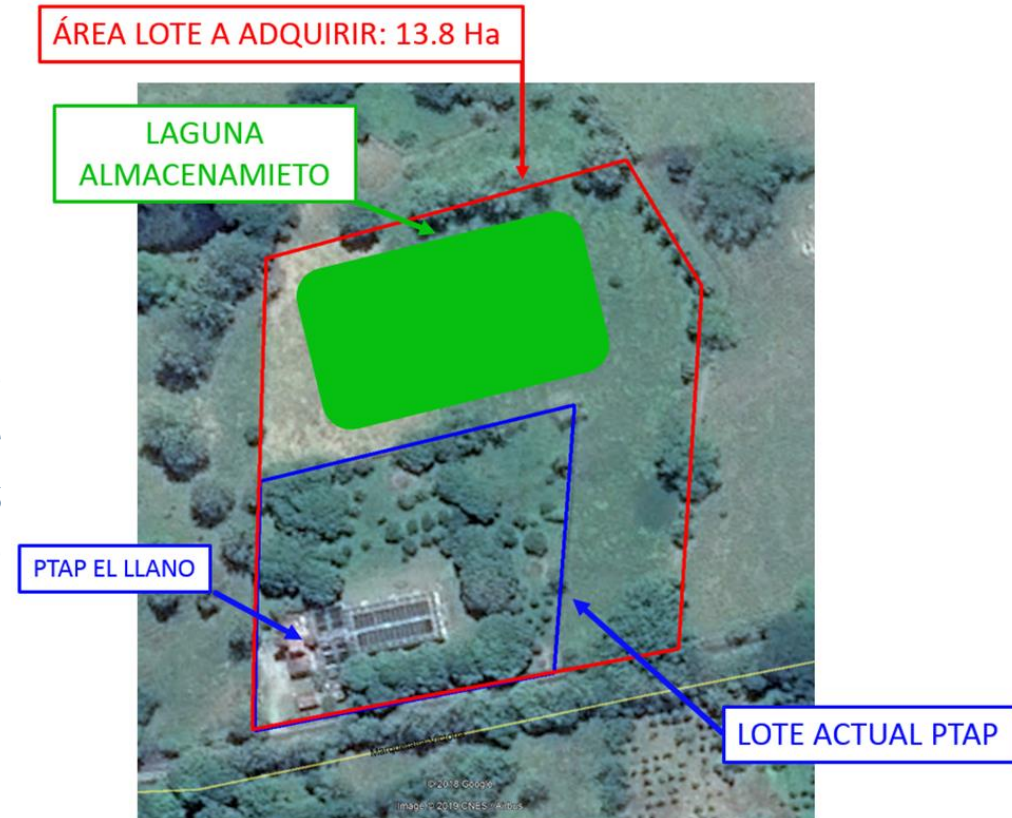 ÁREA LOTE A ADQUIRIR: 13.8 Ha
LAGUNA
ALMACENAMIETO
PTAP EL LLANO
LOTE ACTUAL PTAP
© 2018 Google
Image © 2019 CNES / Airbus